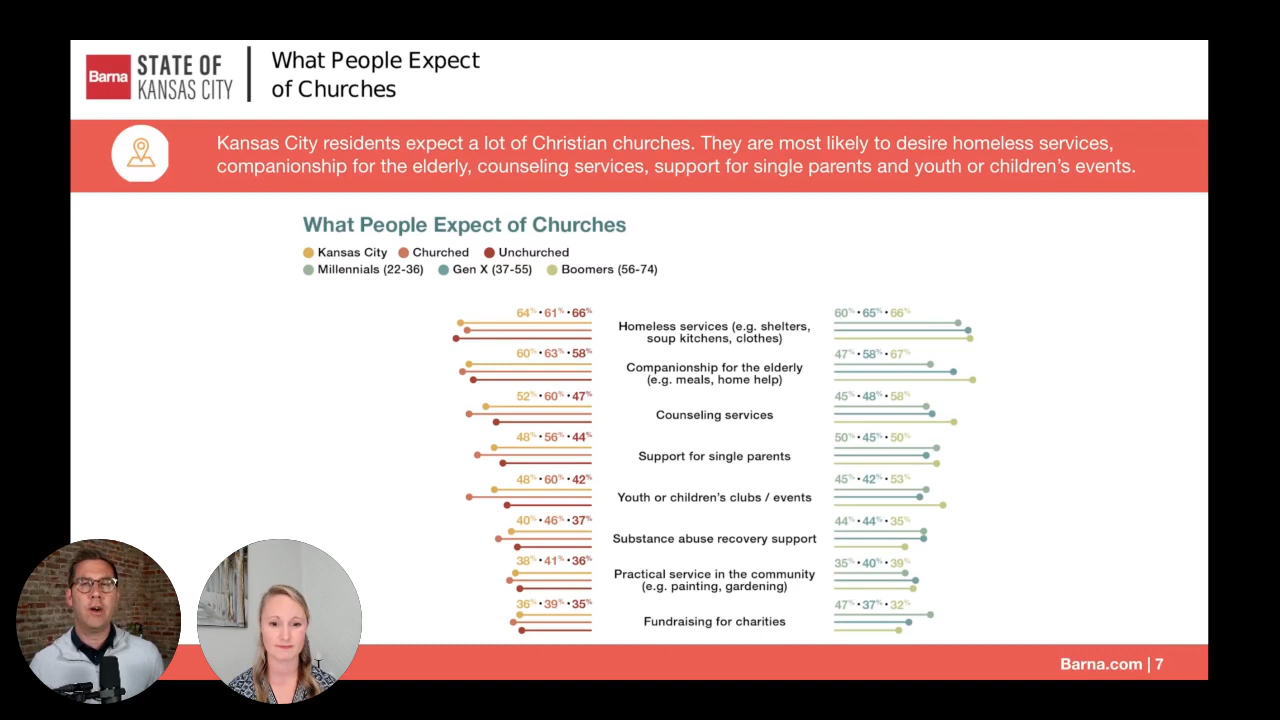 Barna
STATE OF
KANSAS CITY
What People Expect
of Churches
Kansas City residents expect a lot of Christian churches. They are most likely to desire homeless services,
companionship for the elderly, counseling services, support for single parents and youth or children's events.
What People Expect of Churches
Kansas City Churched Unchurched
Millennials (22-36) Gen X (37-55) Boomers (56-74)
64% • 61% • 66%
Homeless services (e.g. shelters,
soup kitchens, clothes)
60% • 65% • 66%
60% • 63% • 58%
Companionship for the elderly
(e.g. meals, home help)
47% • 58% • 67%
52% • 60% • 47%
Counseling services
45% • 48% • 58%
48% • 56% • 44%
Support for single parents
50% • 45% • 50%
48% • 60% • 42%
Youth or children's clubs / events
45% • 42% • 53%
40% • 46% • 37%
Substance abuse recovery support
44% • 44% • 35%
38% • 41% • 36%
Practical service in the community
(e.g. painting, gardening)
35% • 40% • 39%
36% • 39% • 35%
Fundraising for charities
47% • 37% • 32%
Barna.com | 7